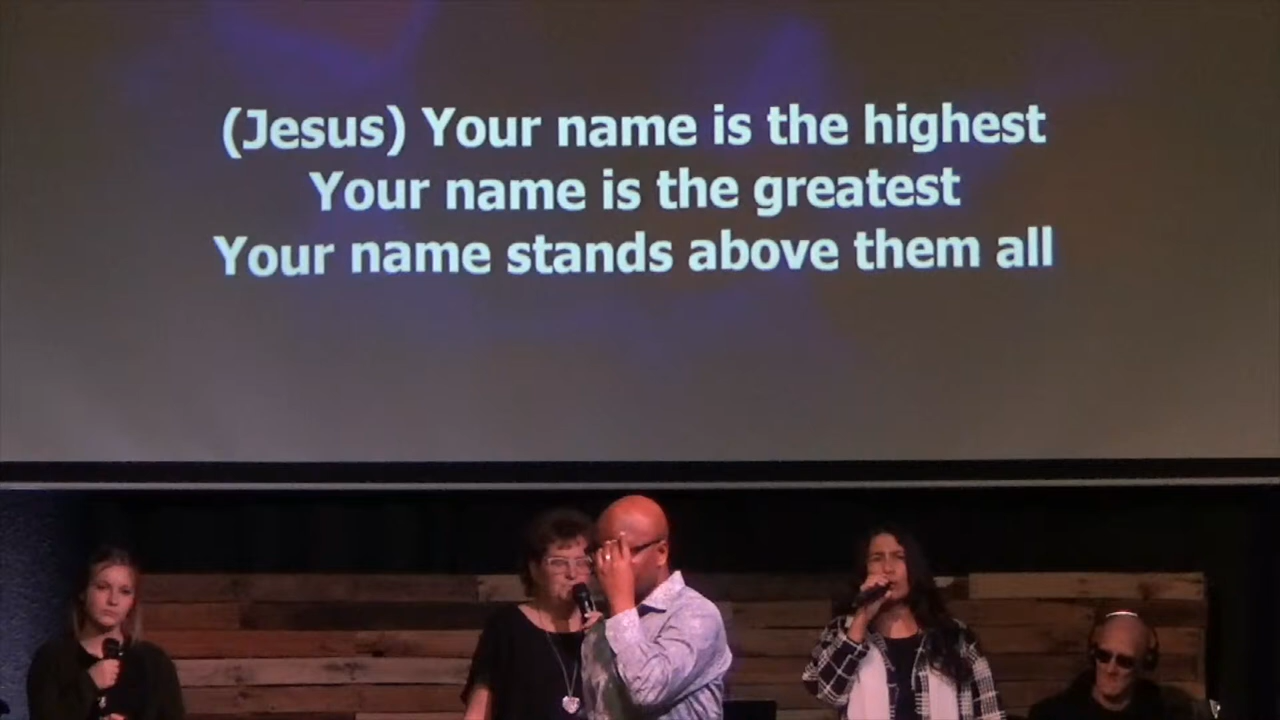 (Jesus) Your name is the highest
Your name is the greatest
Your name stands above them all